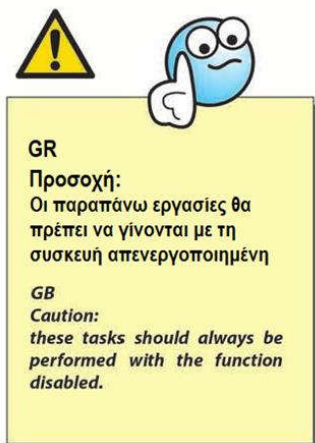 GR
Προσοχή:
Οι παραπάνω εργασίες θα
πρέπει να γίνονται με τη
συσκευή απενεργοποιημένη
GB
Caution:
these tasks should always be
performed with the function
disabled.